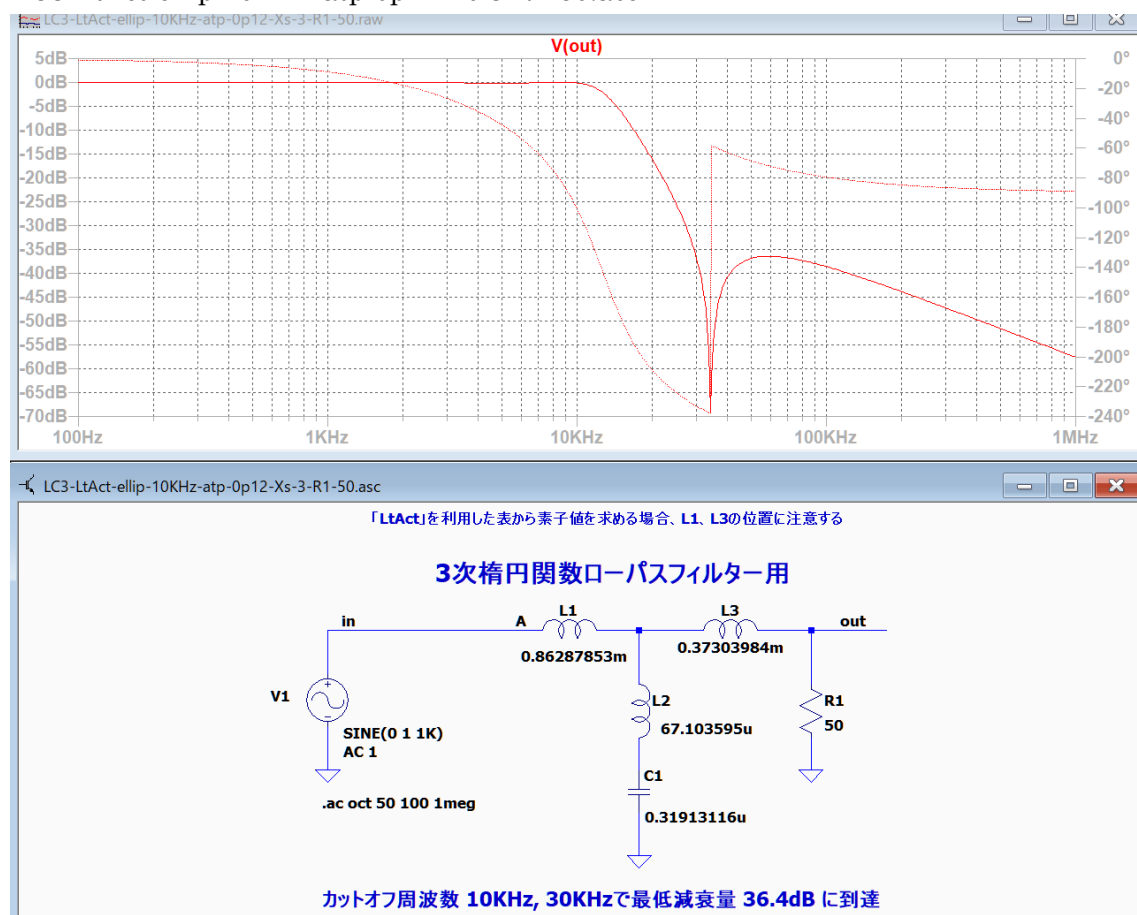 LC3-LtAct-ellip-10KHz-atp-0p12-Xs-3-R1-50.raw
V(out)
5dB
0dB
-5dB
-10dB
-15dB
-20dB
-25dB
-30dB
-35dB
-40dB
-45dB
-50dB
-55dB
-60dB
-65dB
-70dB
0°
-20°
-40°
-60°
-80°
-100°
-120°
-140°
-160°
-180°
-200°
-220°
-240°
100Hz 1KHz 10KHz 100KHz 1MHz
LC3-LtAct-ellip-10KHz-atp-0p12-Xs-3-R1-50.asc
「LtAct」を利用した表から素子値を求める場合、L1、L3の位置に注意する
3次楕円関数ローパスフィルター用
in A L1 L3 out
0.86287853m 0.37303984m
V1 L2 R1
67.103595u 50
SINE(0 1 1K)
AC 1
C1
.ac oct 50 100 1meg
0.31913116u
カットオフ周波数 10KHz, 30KHzで最低減衰量 36.4dB に到達